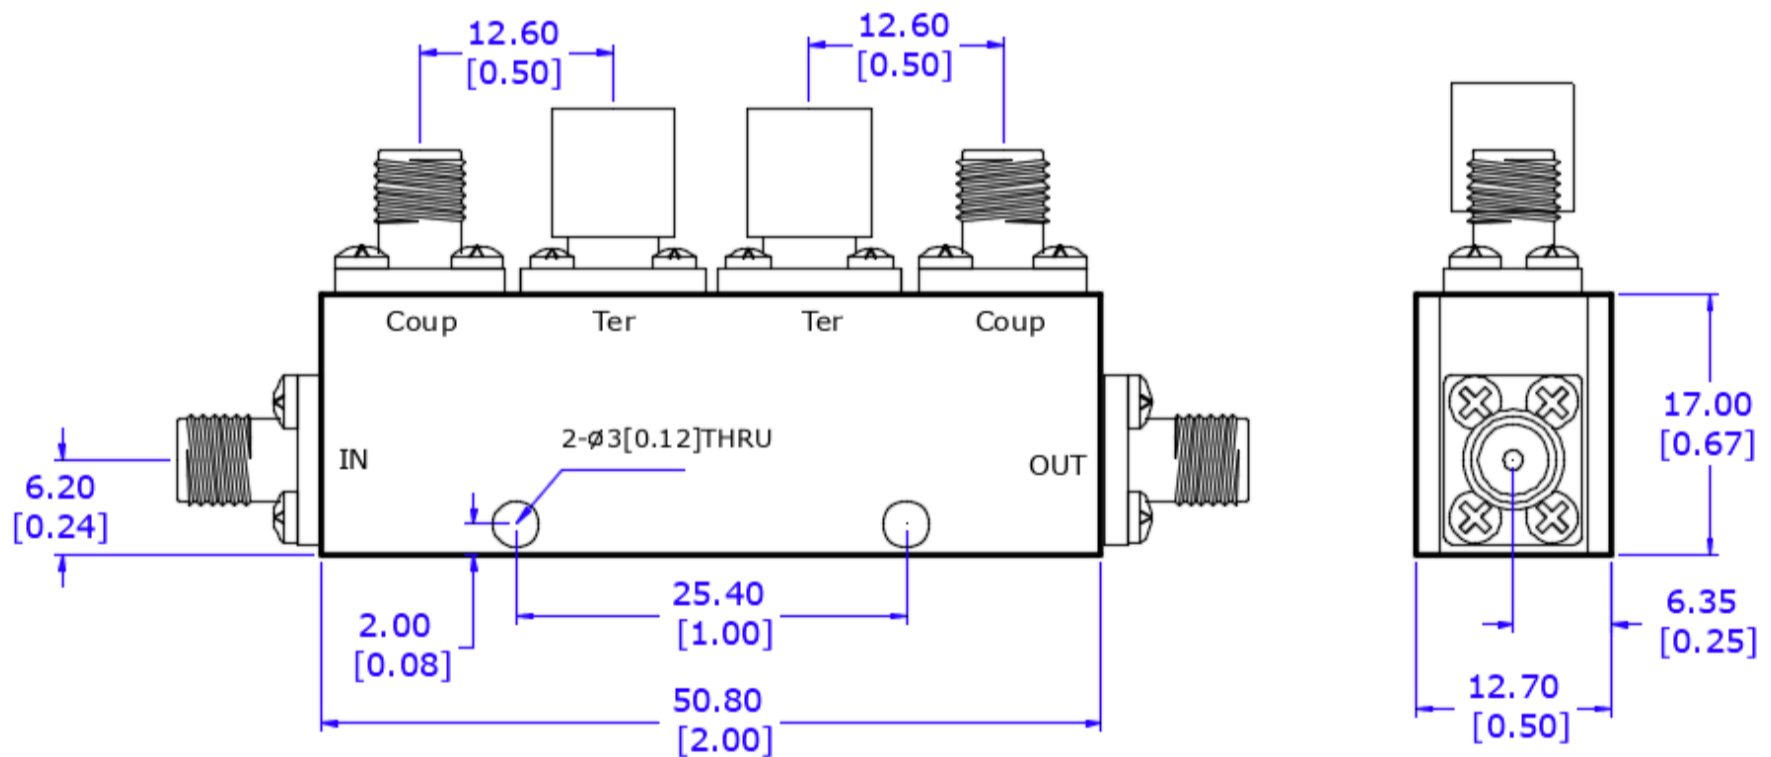 12.60
[0.50]
12.60
[0.50]
Coup
Ter
Ter
Coup
IN
2-ø3[0.12]THRU
OUT
6.20
[0.24]
2.00
[0.08]
25.40
[1.00]
50.80
[2.00]
17.00
[0.67]
6.35
[0.25]
12.70
[0.50]